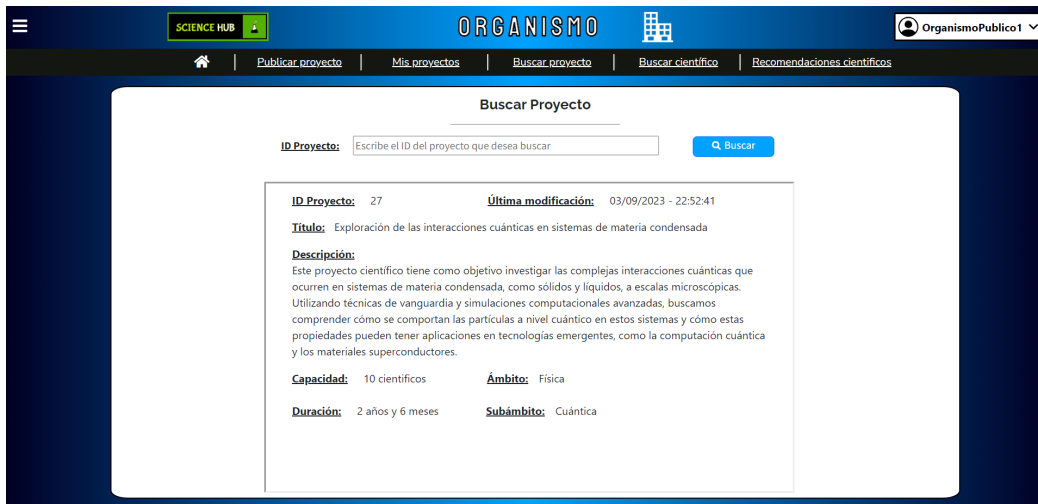 SCIENCE HUB
ORGANISMO
OrganismoPublico1
Publicar proyecto | Mis proyectos | Buscar proyecto | Buscar científico | Recomendaciones cientificos
Buscar Proyecto
ID Proyecto: Escribe el ID del proyecto que desea buscar Buscar
ID Proyecto: 27 Última modificación: 03/09/2023 - 22:52:41
Título: Exploración de las interacciones cuánticas en sistemas de materia condensada
Descripción:
Este proyecto científico tiene como objetivo investigar las complejas interacciones cuánticas que
ocurren en sistemas de materia condensada, como sólidos y líquidos, a escalas microscópicas.
Utilizando técnicas de vanguardia y simulaciones computacionales avanzadas, buscamos
comprender cómo se comportan las partículas a nivel cuántico en estos sistemas y cómo estas
propiedades pueden tener aplicaciones en tecnologías emergentes, como la computación cuántica
y los materiales superconductores.
Capacidad: 10 cientificos Ámbito: Física
Duración: 2 años y 6 meses Subámbito: Cuántica